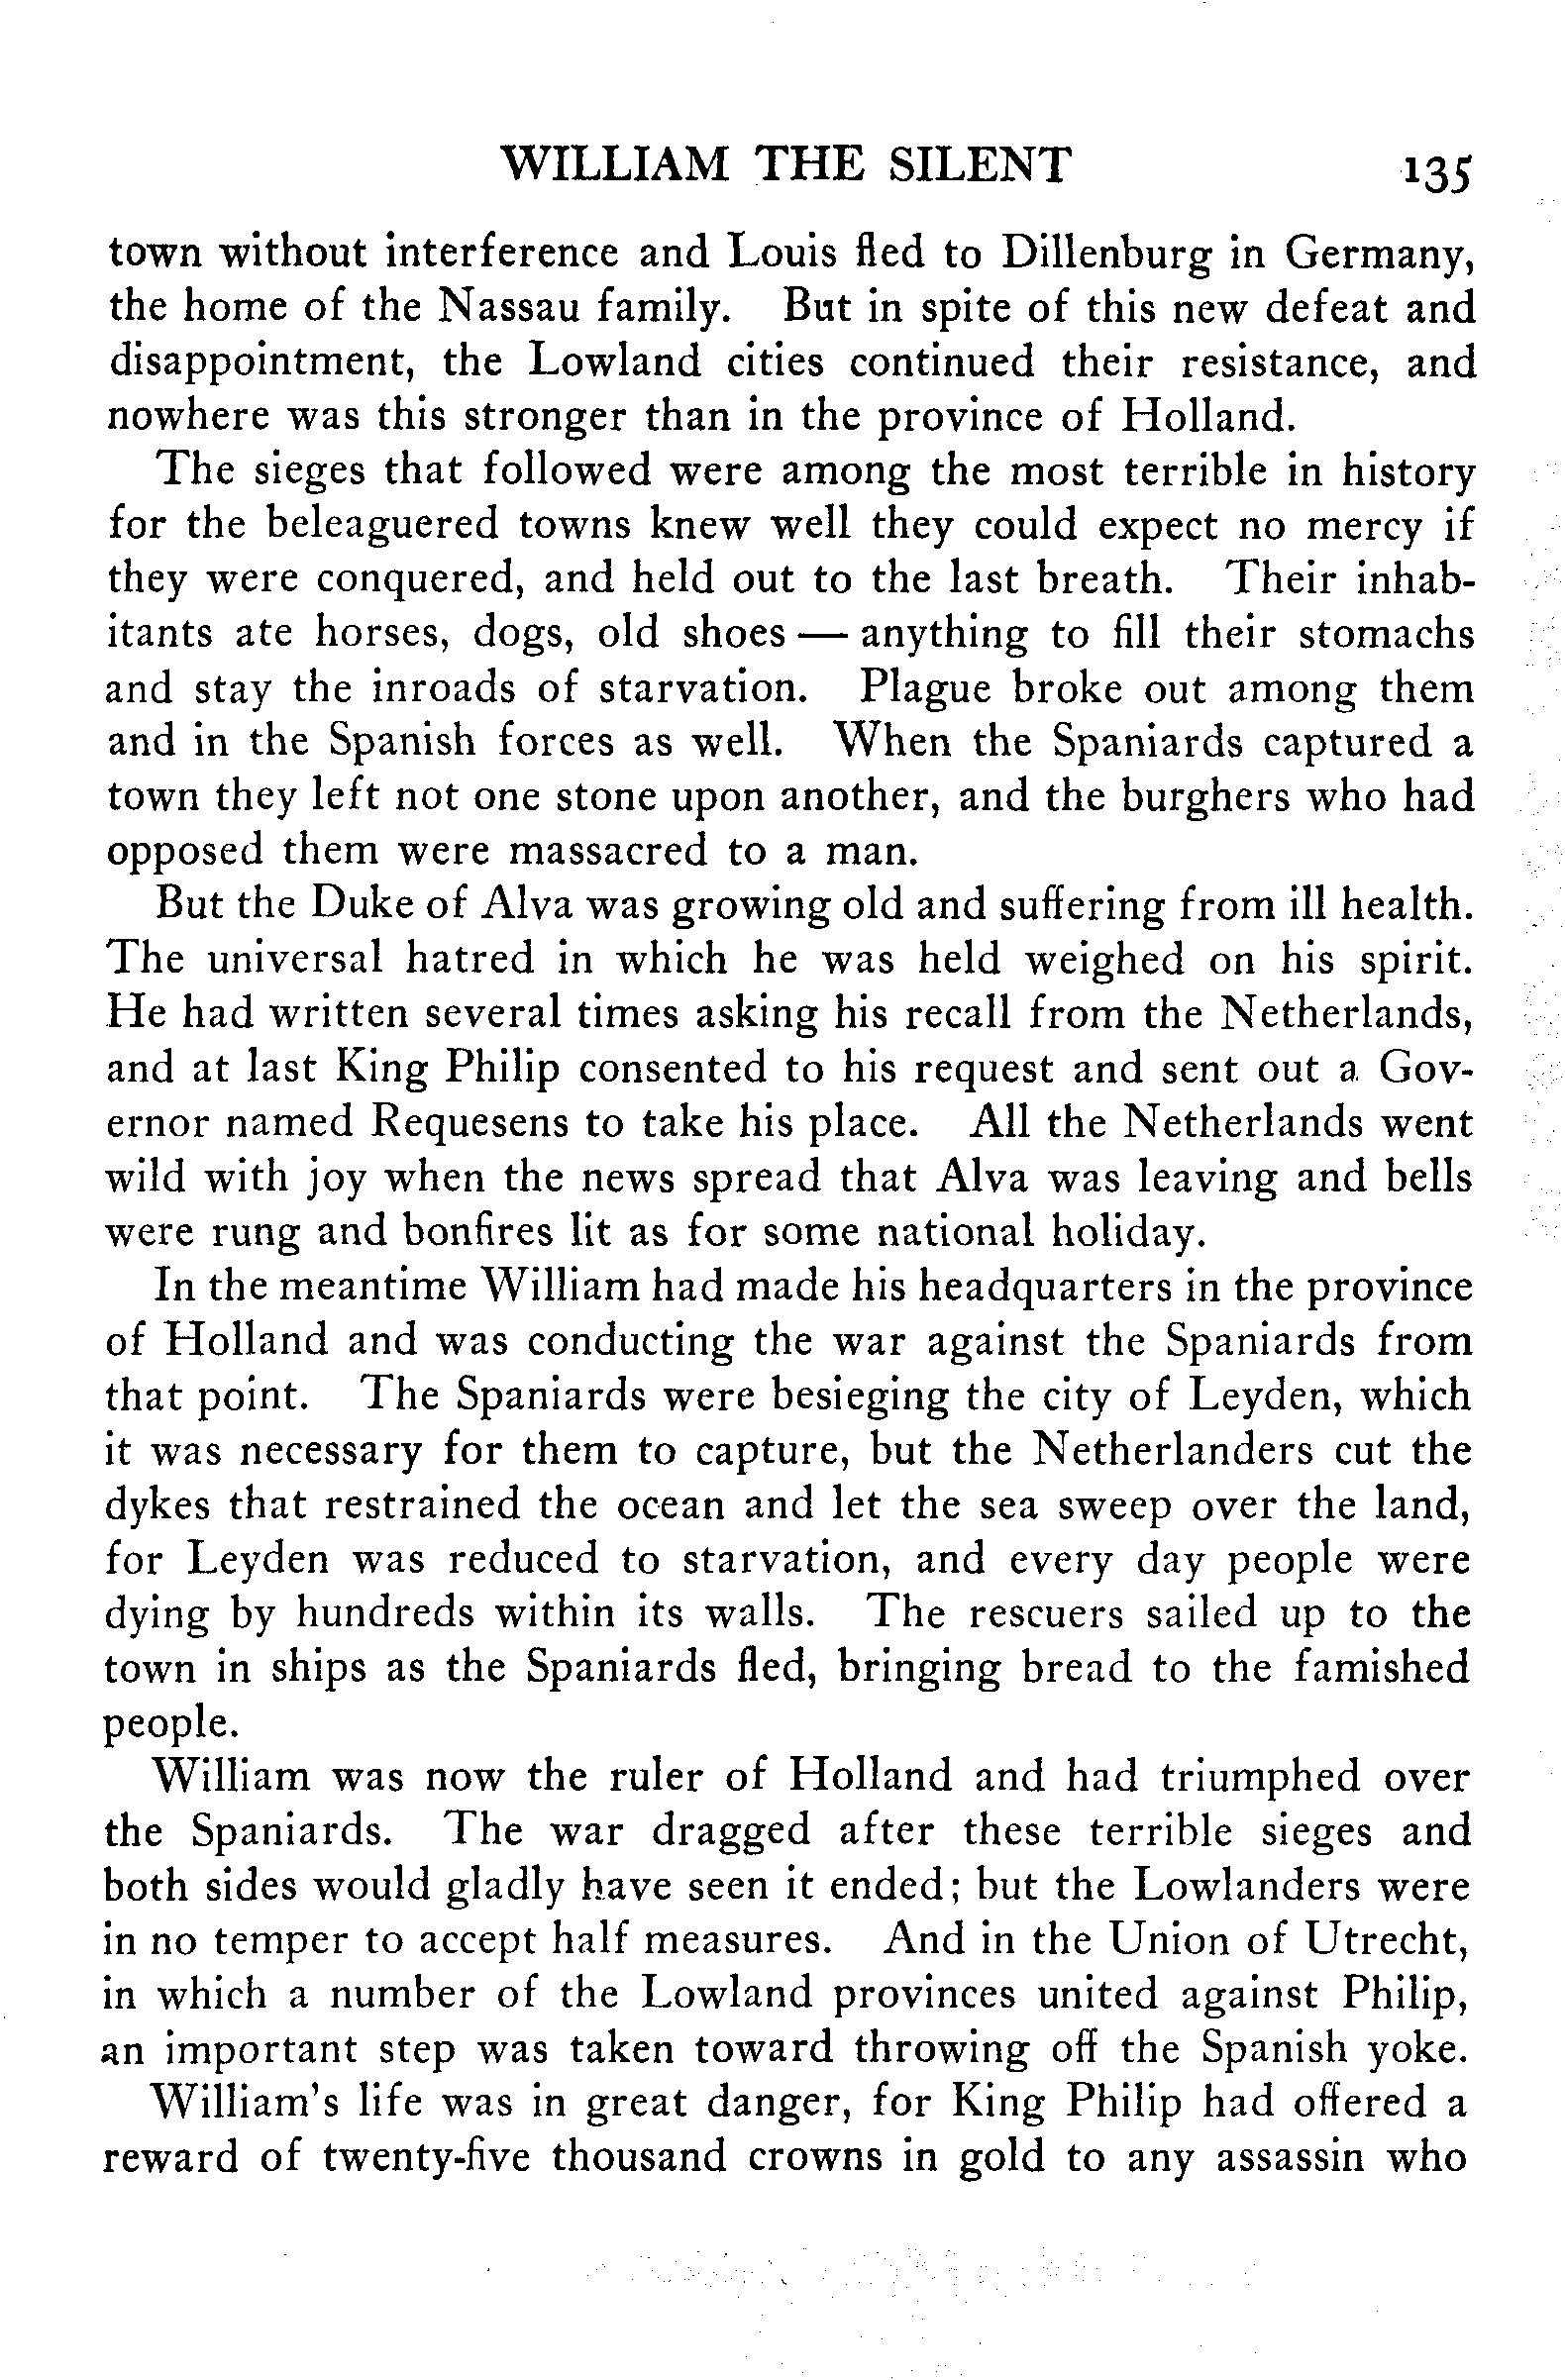 WILLIAM THE SILENT 135
town without interference and Louis fled to Dillenburg in Germany,
the home of the Nassau family. But in spite of this new defeat and
disappointment, the Lowland cities continued their resistance, and
nowhere was this stronger than in the province of Holland.
The sieges that followed were among the most terrible in history
for the beleaguered towns knew well they could expect no mercy if
they were conquered, and held out to the last breath. Their inhab-
itants ate horses, dogs, old shoes — anything to fill their stomachs
and stay the inroads of starvation. Plague broke out among them
and in the Spanish forces as well. When the Spaniards captured a
town they left not one stone upon another, and the burghers who had
opposed them were massacred to a man.
But the Duke of Alva was growing old and suffering from ill health.
The universal hatred in which he was held weighed on his spirit.
He had written several times asking his recall from the Netherlands,
and at last King Philip consented to his request and sent out a Gov-
ernor named Requesens to take his place. All the Netherlands went
wild with joy when the news spread that Alva was leaving and bells
were rung and bonfires lit as for some national holiday.
In the meantime William had made his headquarters in the province
of Holland and was conducting the war against the Spaniards from
that point. The Spaniards were besieging the city of Leyden, which
it was necessary for them to capture, but the Netherlanders cut the
dykes that restrained the ocean and let the sea sweep over the land,
for Leyden was reduced to starvation, and every day people were
dying by hundreds within its walls. The rescuers sailed up to the
town in ships as the Spaniards fled, bringing bread to the famished
people.
William was now the ruler of Holland and had triumphed over
the Spaniards. The war dragged after these terrible sieges and
both sides would gladly have seen it ended; but the Lowlanders were
in no temper to accept half measures. And in the Union of Utrecht,
in which a number of the Lowland provinces united against Philip,
an important step was taken toward throwing off the Spanish yoke.
William's life was in great danger, for King Philip had offered a
reward of twenty-five thousand crowns in gold to any assassin who